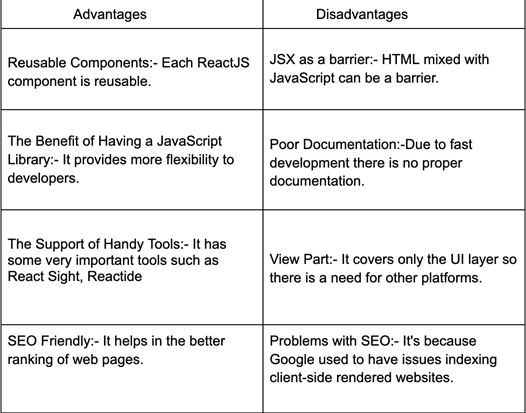 Advantages
Disadvantages
Reusable Components:- Each ReactJS
component is reusable.
JSX as a barrier:- HTML mixed with
JavaScript can be a barrier.
The Benefit of Having a JavaScript
Library:- It provides more flexibility to
developers.
Poor Documentation:-Due to fast
development there is no proper
documentation.
The Support of Handy Tools:- It has
some very important tools such as
React Sight, Reactide
View Part:- It covers only the UI layer so
there is a need for other platforms.
SEO Friendly:- It helps in the better
ranking of web pages.
Problems with SEO:- It's because
Google used to have issues indexing
client-side rendered websites.